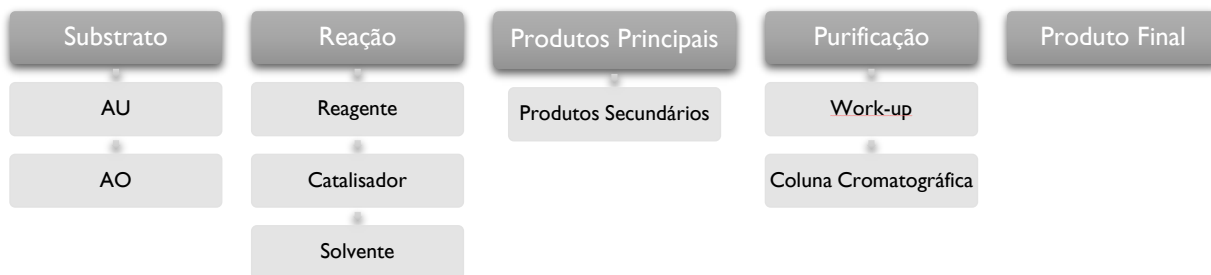 Substrato
AU
AO
Reação
Reagente
Catalisador
Solvente
Produtos Principais
Produtos Secundários
Purificação
Work-up
Coluna Cromatográfica
Produto Final